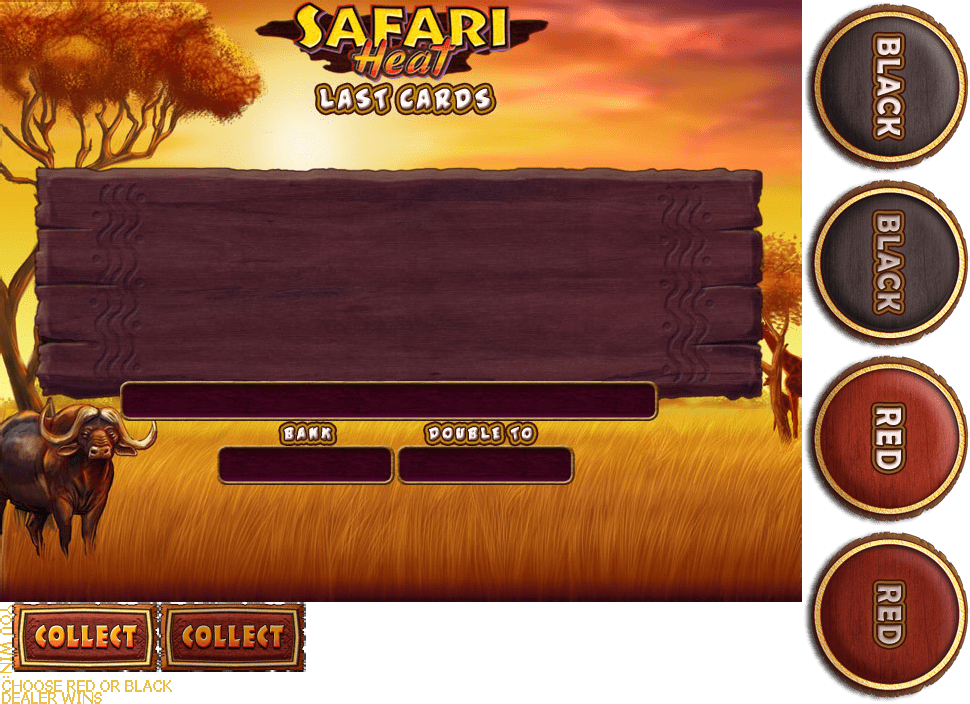 SAFARI
Heat
LAST CARDS
BANK
DOUBLE TO
BLACK
BLACK
RED
RED
COLLECT
COLLECT
YOU WIN:
CHOOSE RED OR BLACK
DEALER WINS